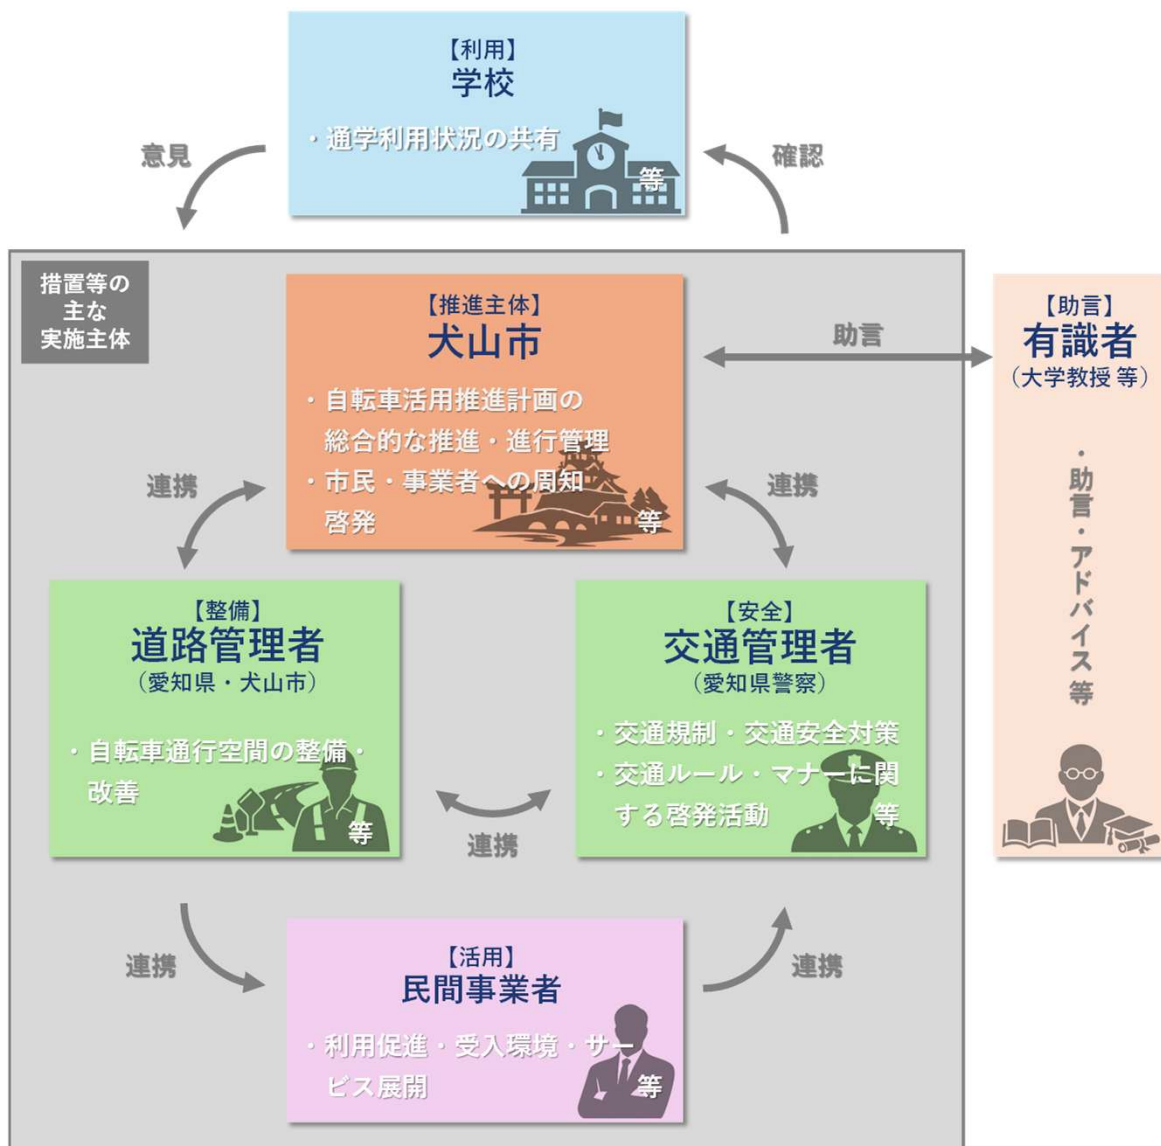 【利用】
学校
・通学利用状況の共有
等
意見
確認
措置等の
主な
実施主体
【推進主体】
犬山市
・自転車活用推進計画の
総合的な推進・進行管理
・市民・事業者への周知
啓発
等
助言
【助言】
有識者
（大学教授 等）
・助言・アドバイス 等
連携
連携
【整備】
道路管理者
（愛知県・犬山市）
・自転車通行空間の整備・
改善
等
【安全】
交通管理者
（愛知県警察）
・交通規制・交通安全対策
・交通ルール・マナーに関
する啓発活動
等
連携
連携
【活用】
民間事業者
・利用促進・受入環境・サー
ビス展開
等
連携